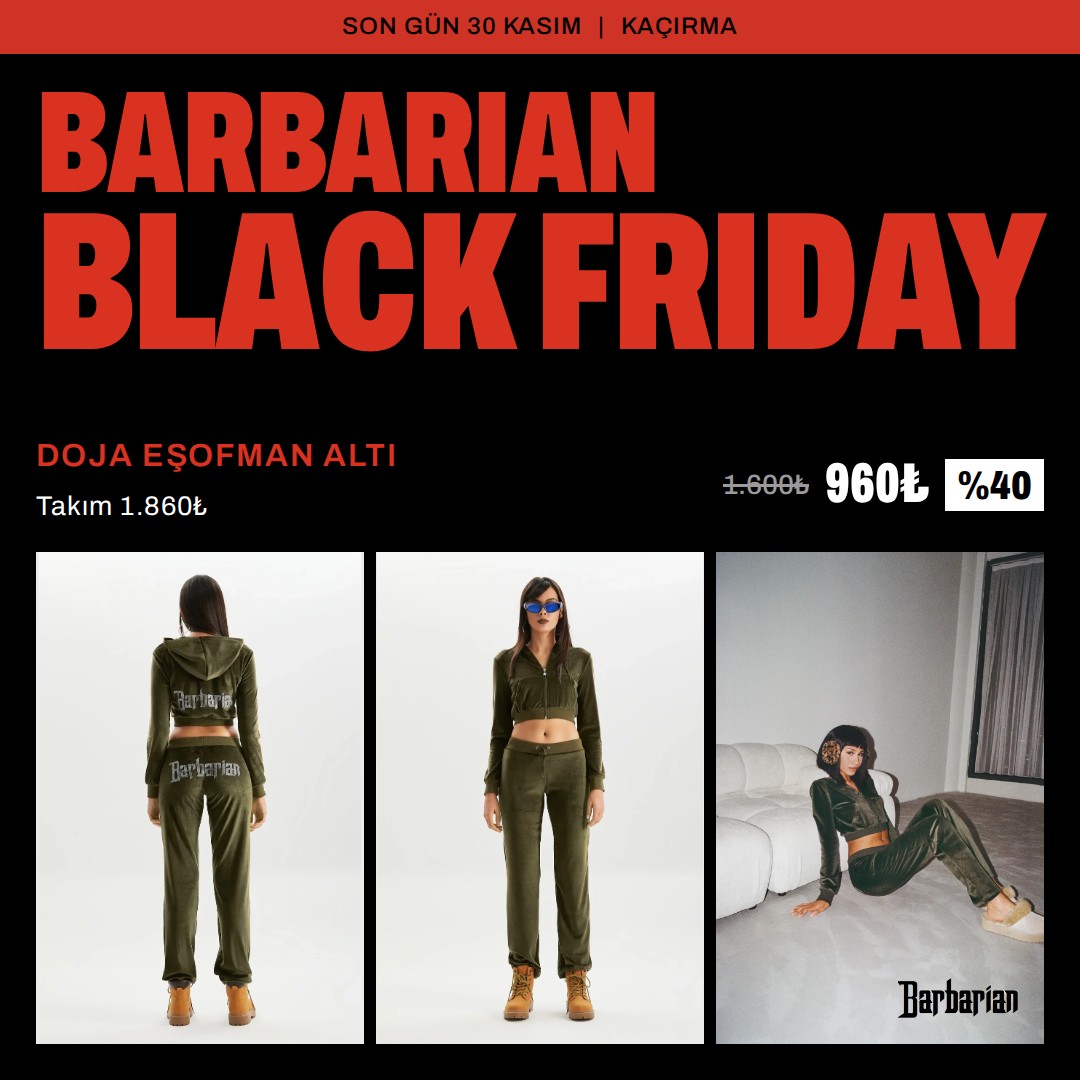 SON GÜN 30 KASIM | KAÇIRMA
BARBARIAN
BLACK FRIDAY
DOJA EŞOFMAN ALTI
Takım 1.860₺
1.600₺ 960₺ %40
Barbarian
Barbarian
Barbarian